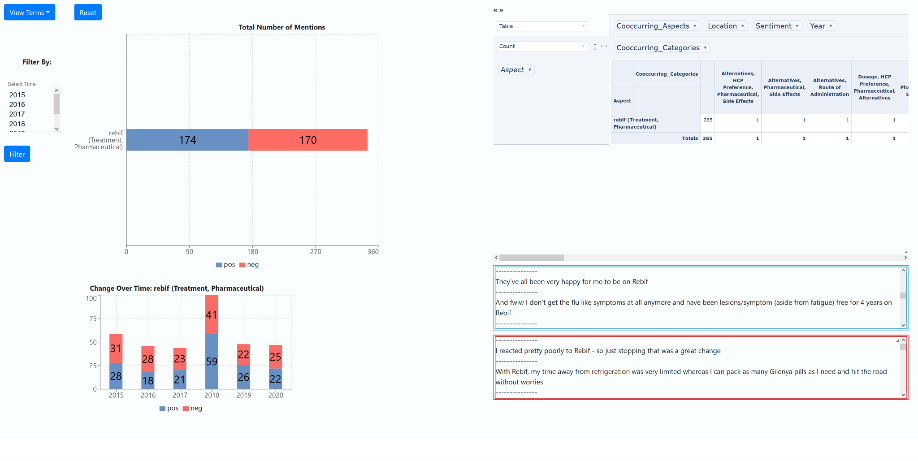 View Terms
Reset
Filter By:
Select Time
2015
2016
2017
2018
Filter
Total Number of Mentions
rebif
(Treatment,
Pharmaceutical)
174
170
0
90
180
270
360
pos
neg
Change Over Time: rebif (Treatment, Pharmaceutical)
100
75
50
25
0
31
28
23
41
22
25
28
18
21
59
26
22
2015
2016
2017
2018
2019
2020
pos
neg
« »
Table
Cooccurring_Aspects
Location
Sentiment
Year
Count
Cooccurring_Categories
Aspect
Cooccurring_Categories
Aspect
Alternatives,
HCP
Preference,
Pharmaceutical,
Side Effects
Alternatives,
Pharmaceutical,
Side Effects
Alternatives,
Route of
Administration
Dosage, HCP
Preference,
Pharmaceutical,
Alternatives
rebif (Treatment,
Pharmaceutical)
265
1
1
1
1
Totals
265
1
1
1
1
--------------
They've all been very happy for me to be on Rebif
--------------
And fwiw I don't get the flu like symptoms at all anymore and have been lesions/symptom (aside from fatigue) free for 4 years on
Rebif
--------------
--------------
I reacted pretty poorly to Rebif - so just stopping that was a great change
--------------
With Rebif, my time away from refrigeration was very limited whereas I can pack as many Gilenya pills as I need and hit the road
without worries
--------------